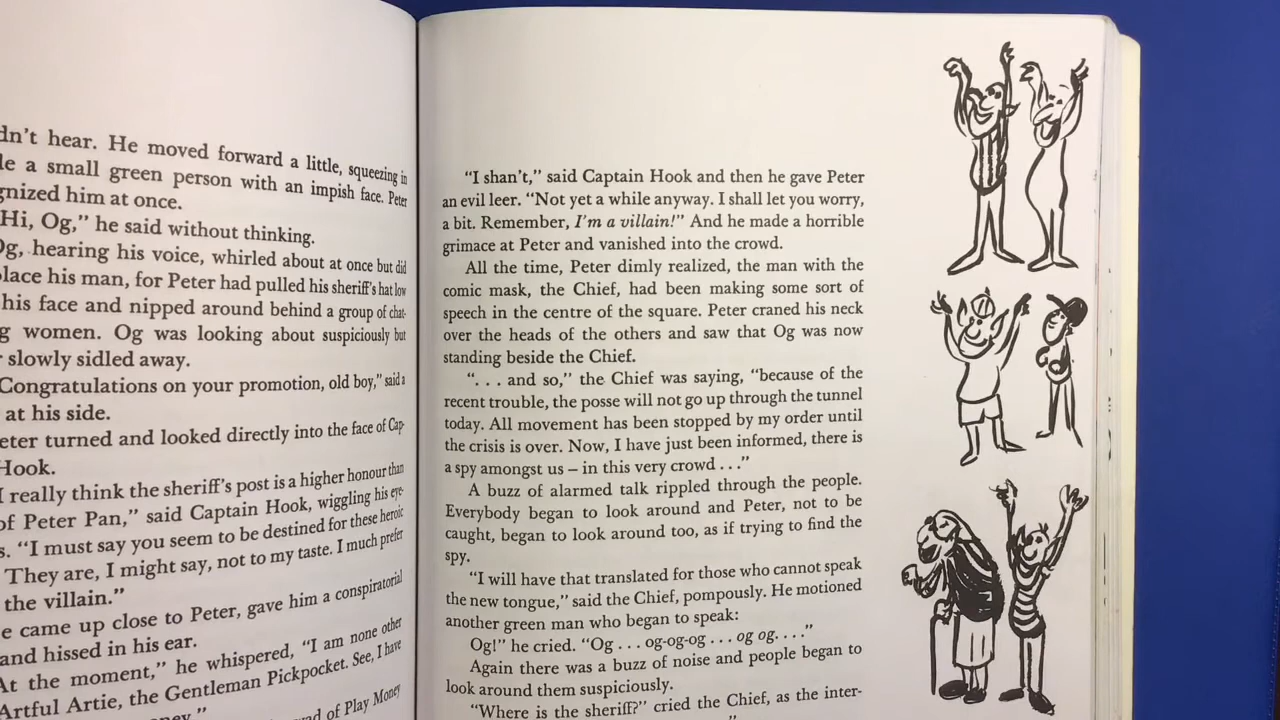 dn't hear. He moved forward a little, squeezing in
le a small green person with an impish face. Peter
gnized him at once.
Hi, Og," he said without thinking.
Og, hearing his voice, whirled about at once but did
place his man, for Peter had pulled his sheriff's hat low
his face and nipped around behind a group of chat-
g women. Og was looking about suspiciously but
r slowly sidled away.
Congratulations on your promotion, old boy," said a
at his side.
eter turned and looked directly into the face of Cap-
Hook.
I really think the sheriff's post is a higher honour than
of Peter Pan," said Captain Hook, wiggling his eye-
s. "I must say you seem to be destined for these heroic
They are, I might say, not to my taste. I much prefer
the villain."
e came up close to Peter, gave him a conspiratorial
and hissed in his ear.
At the moment," he whispered, "I am none other
Artful Artie, the Gentleman Pickpocket. See, I have
of Play Money
"I shan't," said Captain Hook and then he gave Peter
an evil leer. "Not yet a while anyway. I shall let you worry,
a bit. Remember, I'm a villain!" And he made a horrible
grimace at Peter and vanished into the crowd.
All the time, Peter dimly realized, the man with the
comic mask, the Chief, had been making some sort of
speech in the centre of the square. Peter craned his neck
over the heads of the others and saw that Og was now
standing beside the Chief.
". . . and so," the Chief was saying, "because of the
recent trouble, the posse will not go up through the tunnel
today. All movement has been stopped by my order until
the crisis is over. Now, I have just been informed, there is
a spy amongst us – in this very crowd . . ."
A buzz of alarmed talk rippled through the people.
Everybody began to look around and Peter, not to be
caught, began to look around too, as if trying to find the
spy.
"I will have that translated for those who cannot speak
the new tongue," said the Chief, pompously. He motioned
another green man who began to speak:
Og!" he cried. "Og . . . og-og-og . . . og og. . . ."
Again there was a buzz of noise and people began to
look around them suspiciously.
"Where is the sheriff?" cried the Chief, as the inter-